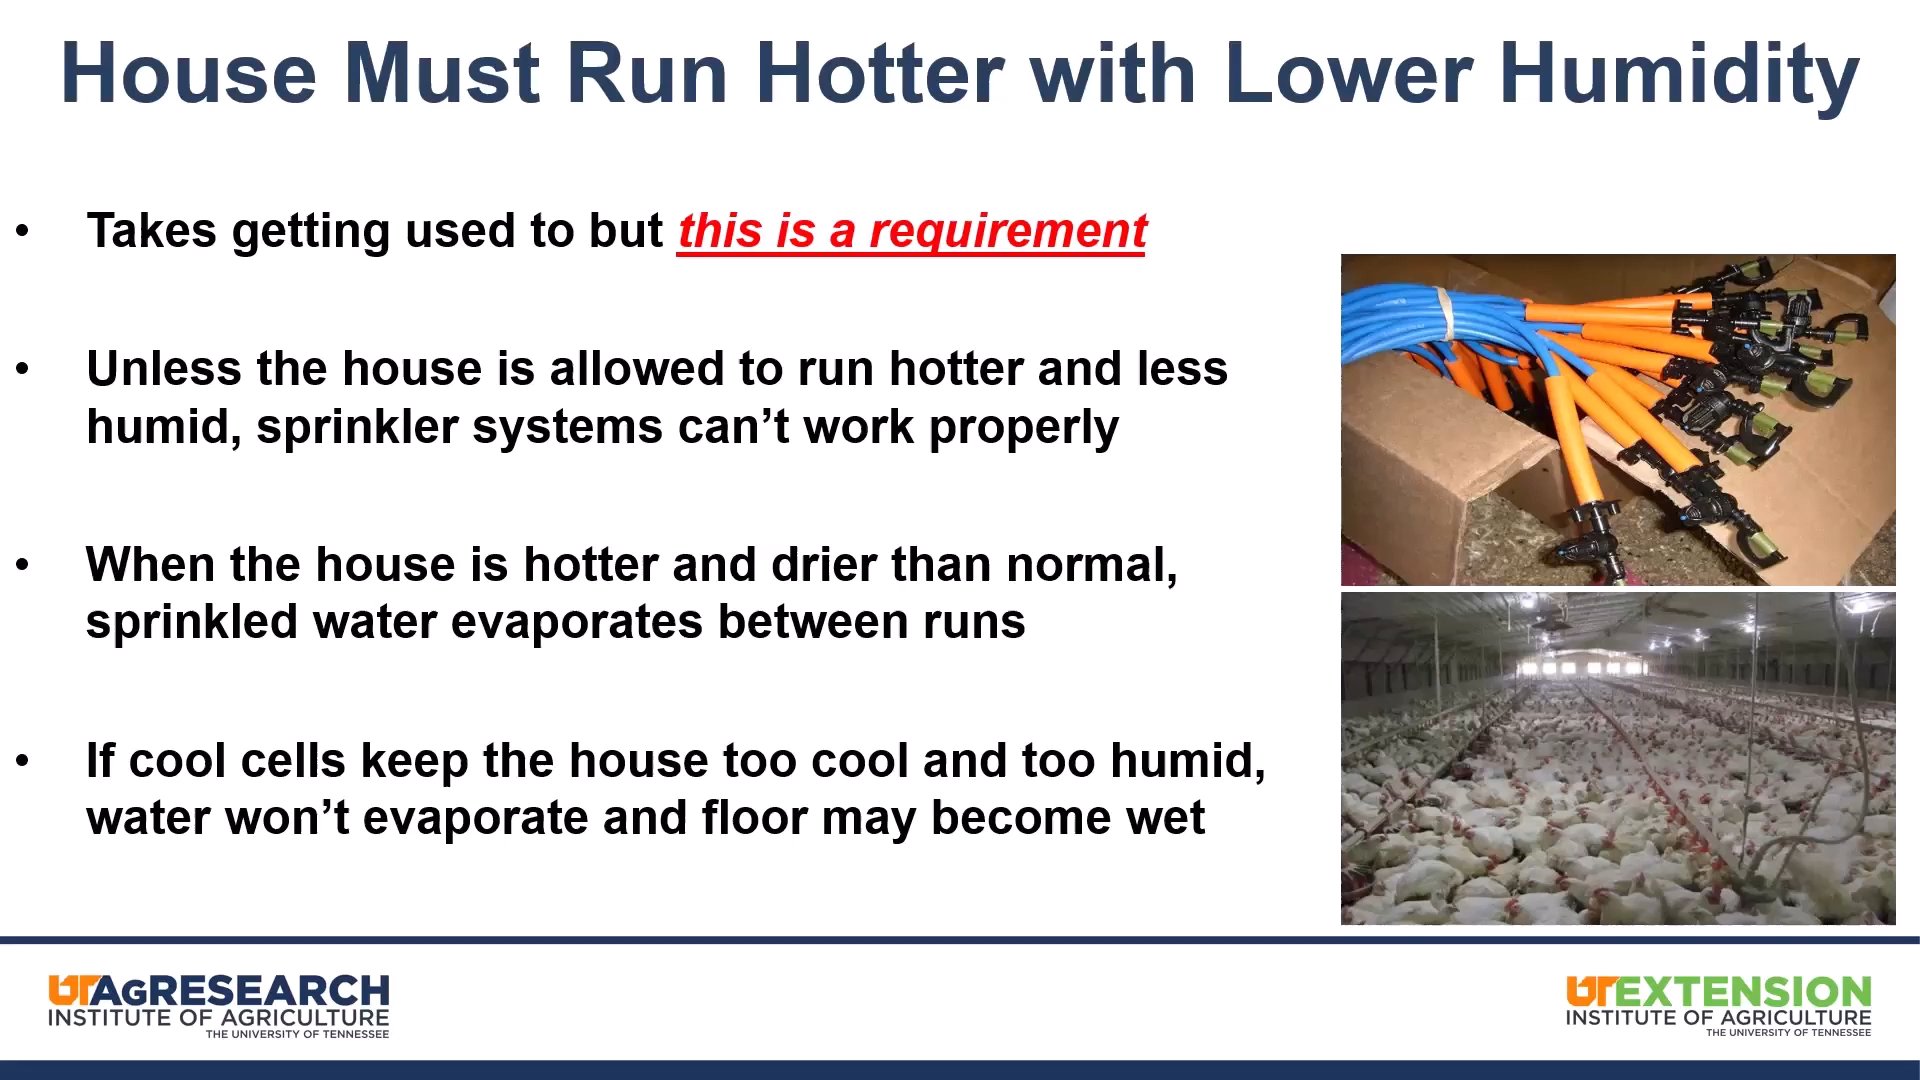 House Must Run Hotter with Lower Humidity
• Takes getting used to but this is a requirement
• Unless the house is allowed to run hotter and less
humid, sprinkler systems can’t work properly
• When the house is hotter and drier than normal,
sprinkled water evaporates between runs
• If cool cells keep the house too cool and too humid,
water won’t evaporate and floor may become wet
UTAGRESEARCH
INSTITUTE OF AGRICULTURE
THE UNIVERSITY OF TENNESSEE
UTEXTENSION
INSTITUTE OF AGRICULTURE
THE UNIVERSITY OF TENNESSEE